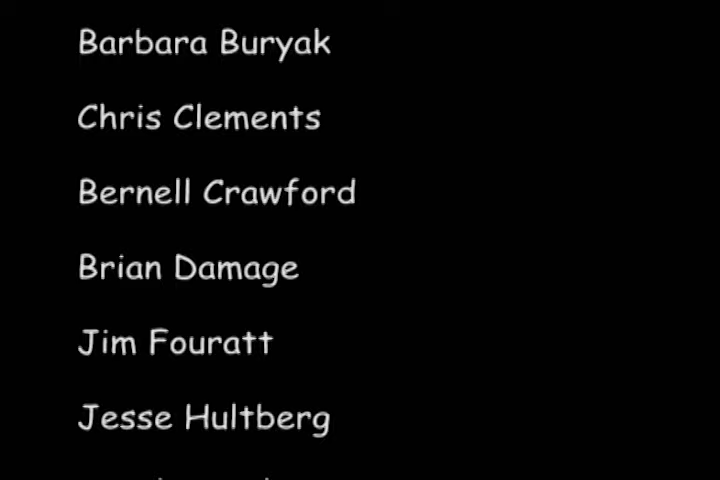 Barbara Buryak
Chris Clements
Bernell Crawford
Brian Damage
Jim Fouratt
Jesse Hultberg